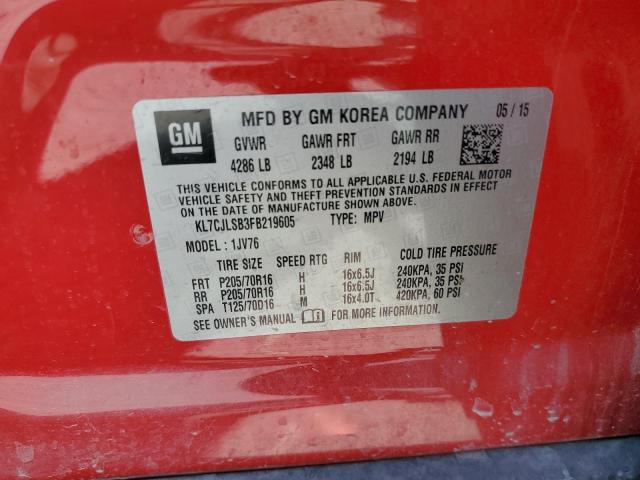 GM
MFD BY GM KOREA COMPANY 05 / 15
GVWR GAWR FRT GAWR RR
4286 LB 2348 LB 2194 LB
THIS VEHICLE CONFORMS TO ALL APPLICABLE U.S. FEDERAL MOTOR
VEHICLE SAFETY AND THEFT PREVENTION STANDARDS IN EFFECT
ON THE DATE OF MANUFACTURE SHOWN ABOVE.
KL7CJLSB3FB219605 TYPE: MPV
MODEL: 1JV76
TIRE SIZE SPEED RTG RIM COLD TIRE PRESSURE
FRT P205/70R16 H 16x6.5J 240KPA, 35 PSI
RR P205/70R16 H 16x6.5J 240KPA, 35 PSI
SPA T125/70D16 M 16x4.0T 420KPA, 60 PSI
SEE OWNER'S MANUAL FOR MORE INFORMATION.